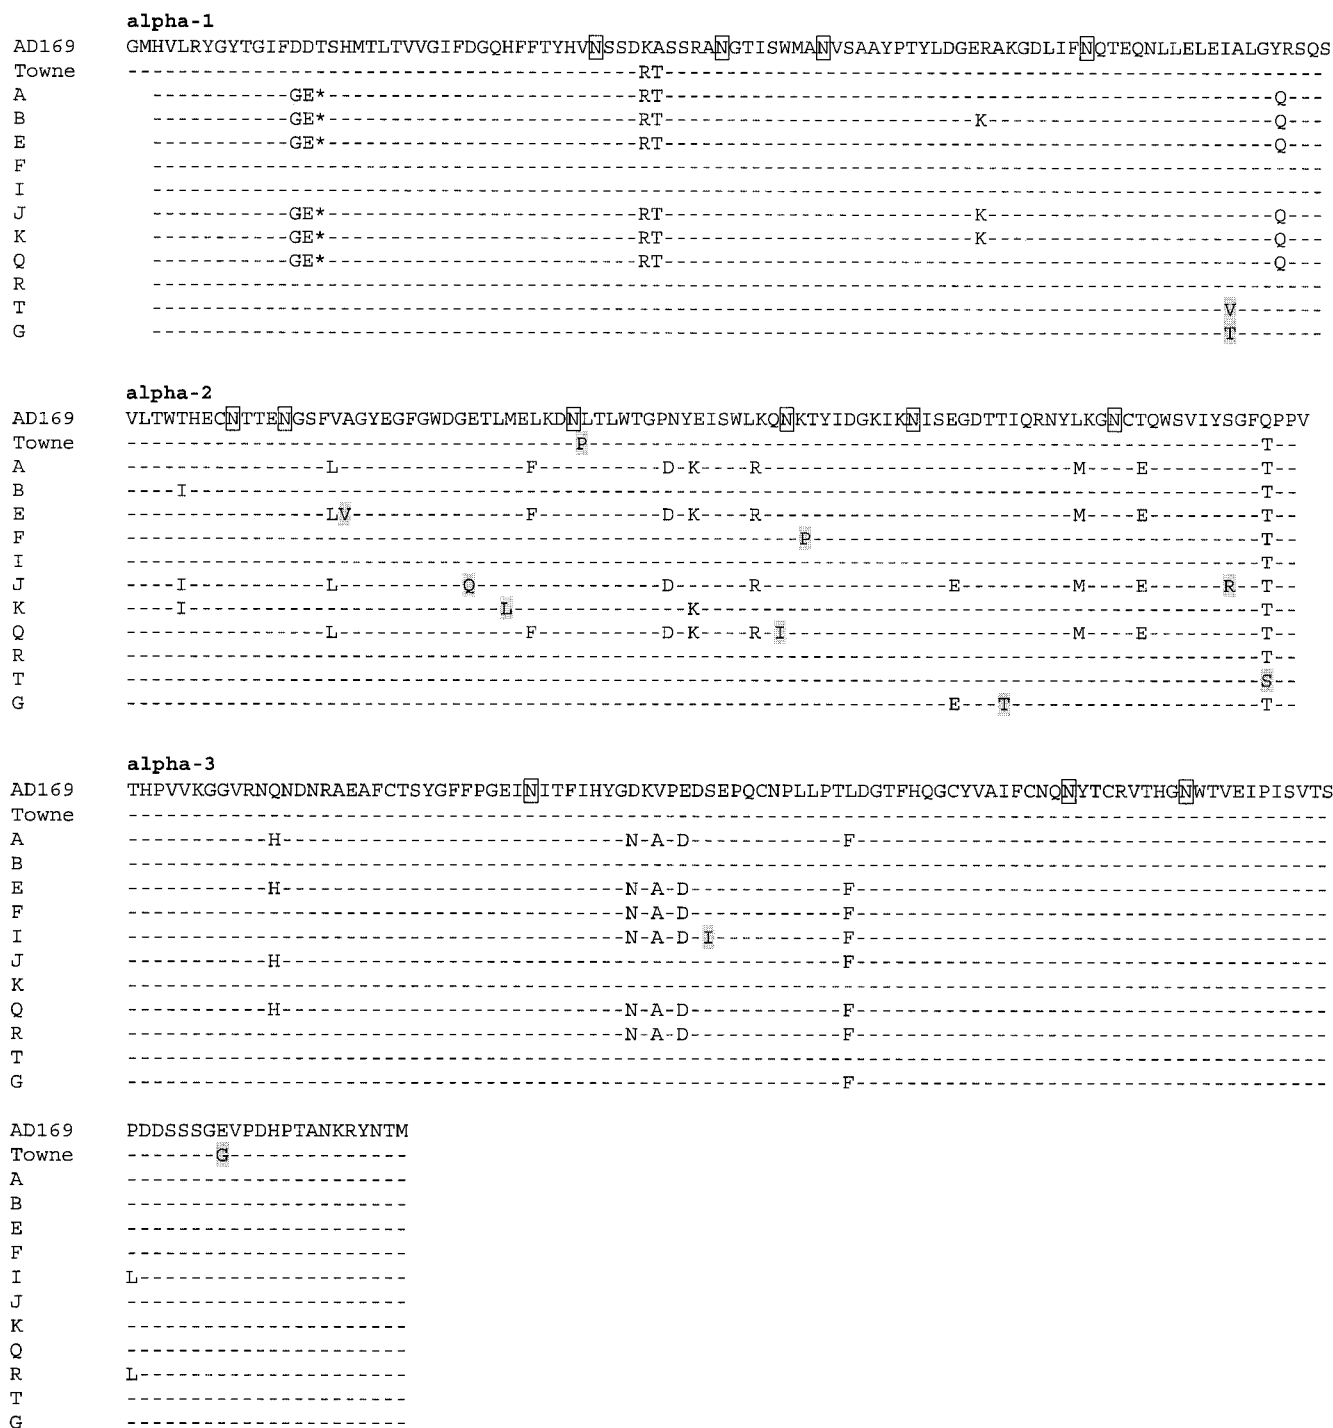 alpha-1
AD169 GMHVLRYGYTGIFDDTSHMTLTVVGIFDGQHFFTYHVNSSDKASSRANGTISWMANVSAAYPTYLDGERAKGDLIFNQTEQNLLELEIALGYRSQS
Towne -----------------------------------------RT-----------------------------------------------------
A -----------GE*-------------------------RT-------------------------------------------------Q---
B -----------GE*-------------------------RT-------------------------K-----------------------Q---
E -----------GE*-------------------------RT-------------------------------------------------Q---
F ----------------------------------------------------------------------------------------------
I ----------------------------------------------------------------------------------------------
J -----------GE*-------------------------RT-------------------------K-----------------------Q---
K -----------GE*-------------------------RT-------------------------K-----------------------Q---
Q -----------GE*-------------------------RT-------------------------------------------------Q---
R ----------------------------------------------------------------------------------------------
T --------------------------------------------------------------------------------------V-------
G --------------------------------------------------------------------------------------T-------
alpha-2
AD169 VLTWTHECNTTENGSFVAGYEGFGWDGETLMELKDNLTLWTGPNYEISWLKQNKTYIDGKIKNISEGDTTIQRNYLKGNCTQWSVIYSGFQPPV
Towne ------------------------------------P------------------------------------------------------T--
A ----------------L---------------F----------D-K----R-------------------------M----E---------T--
B ----I--------------------------------------------------------------------------------------T--
E ----------------LV--------------F----------D-K----R-------------------------M----E---------T--
F ------------------------------------------------------P------------------------------------T--
I -------------------------------------------------------------------------------------------T--
J ----I-----------L----------Q---------------D------R---------------E---------M----E------R--T--
K ----I-------------------------L--------------K---------------------------------------------T--
Q ----------------L---------------F----------D-K----R-I-----------------------M----E---------T--
R -------------------------------------------------------------------------------------------T--
T -------------------------------------------------------------------------------------------S--
G ------------------------------------------------------------------E---T--------------------T--
alpha-3
AD169 THPVVKGGVRNQNDNRAEAFCTSYGFFPGEINITFIHYGDKVPEDSEPQCNPLLPTLDGTFHQGCYVAIFCNQNYTCRVTHGNWTVEIPISVTS
Towne ------------------------------------------------------------------------------------------------
A -----------H----------------------------N-A-D------------F--------------------------------------
B ------------------------------------------------------------------------------------------------
E -----------H----------------------------N-A-D------------F--------------------------------------
F ----------------------------------------N-A-D------------F--------------------------------------
I ----------------------------------------N-A-D-I----------F--------------------------------------
J -----------H---------------------------------------------F--------------------------------------
K ------------------------------------------------------------------------------------------------
Q -----------H----------------------------N-A-D------------F--------------------------------------
R ----------------------------------------N-A-D------------F--------------------------------------
T ------------------------------------------------------------------------------------------------
G ---------------------------------------------------------F--------------------------------------
AD169 PDDSSSGEVPDHPTANKRYNTM
Towne -------G--------------
A ----------------------
B ----------------------
E ----------------------
F ----------------------
I L---------------------
J ----------------------
K ----------------------
Q ----------------------
R L---------------------
T ----------------------
G ----------------------